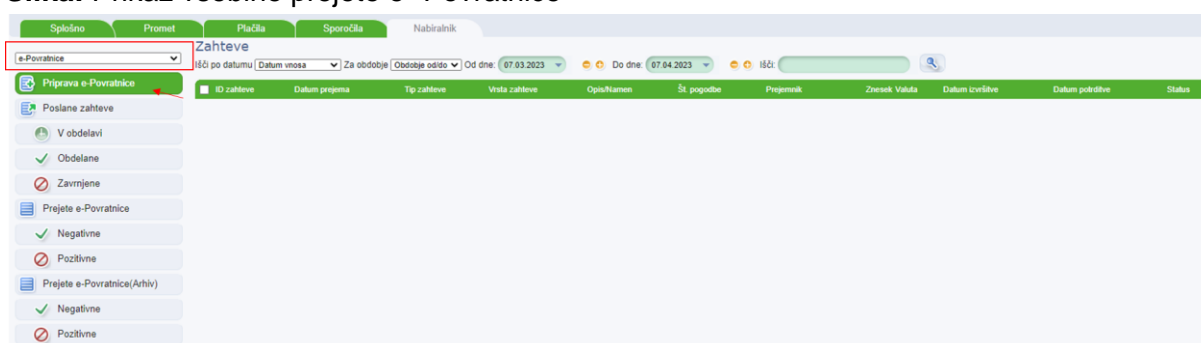 Slika: Prikaz vsebine prejete e- Povratnice
Splošno Promet Plačila Sporočila Nabiralnik
Zahteve
e-Povratnice
Išči po datumu Datum vnosa Za obdobje Obdobje od/do Od dne: 07.03.2023 Do dne: 07.04.2023 Išči:
Priprava e-Povratnice
ID zahteve Datum prejema Tip zahteve Vrsta zahteve Opis/Namen Št. pogodbe Prejemnik Znesek Valuta Datum izvršitve Datum potrditve Status
Poslane zahteve
V obdelavi
Obdelane
Zavrnjene
Prejete e-Povratnice
Negativne
Pozitivne
Prejete e-Povratnice(Arhiv)
Negativne
Pozitivne